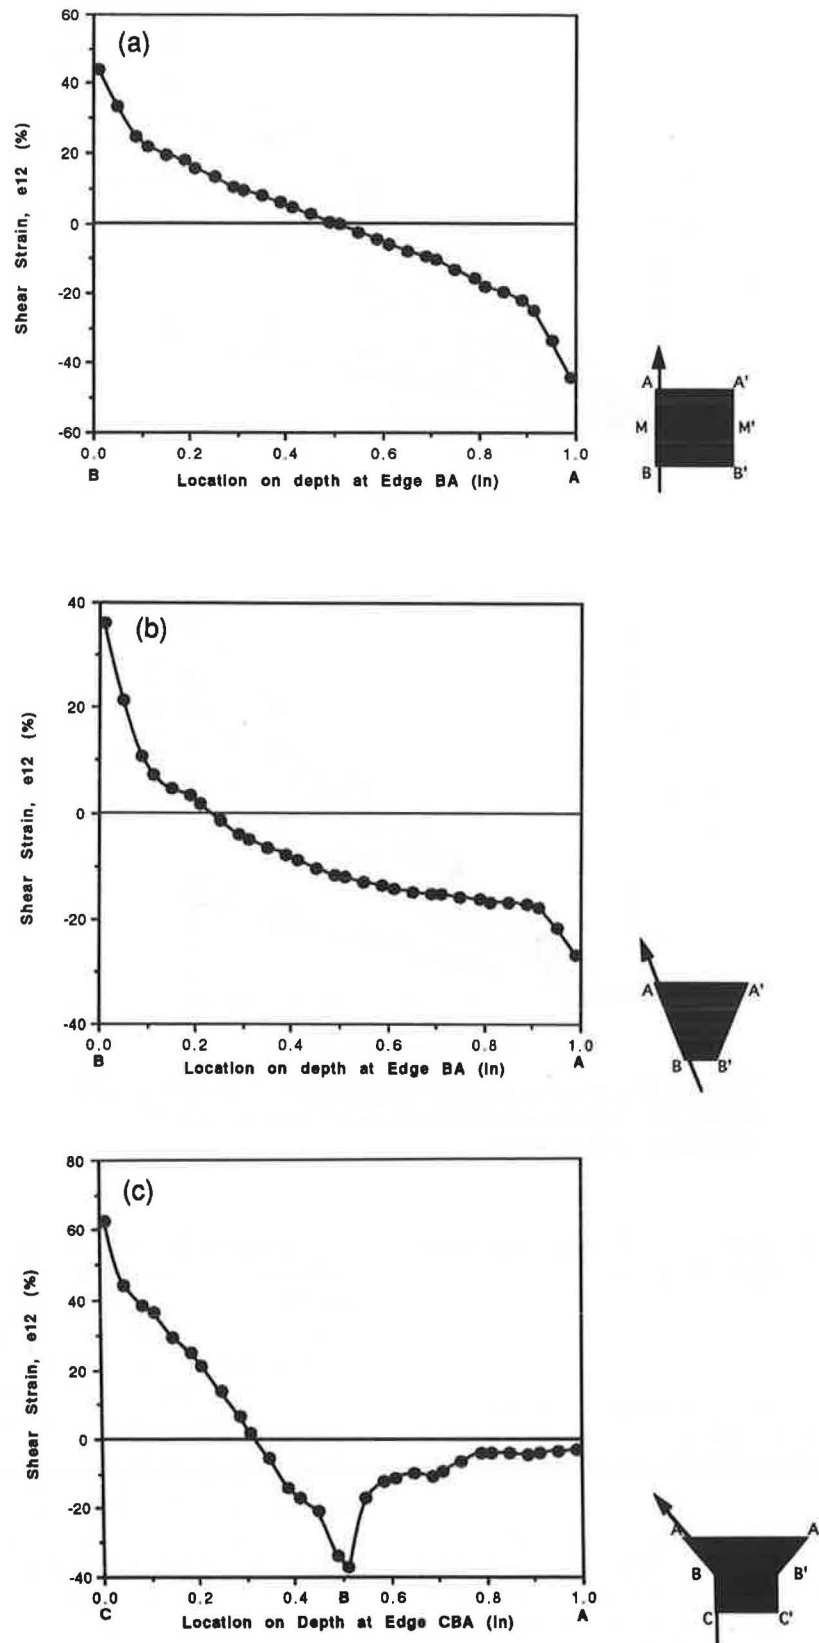 (a)
60
40
20
0
-20
-40
-60
Shear Strain, e12 (%)
0.0 0.2 0.4 0.6 0.8 1.0
B A
Location on depth at Edge BA (in)
A A'
M M'
B B'
(b)
40
20
0
-20
-40
Shear Strain, e12 (%)
0.0 0.2 0.4 0.6 0.8 1.0
B A
Location on depth at Edge BA (in)
A A'
B B'
(c)
80
60
40
20
0
-20
-40
Shear Strain, e12 (%)
0.0 0.2 0.4 0.6 0.8 1.0
C B A
Location on Depth at Edge CBA (in)
A A
B B'
C C'